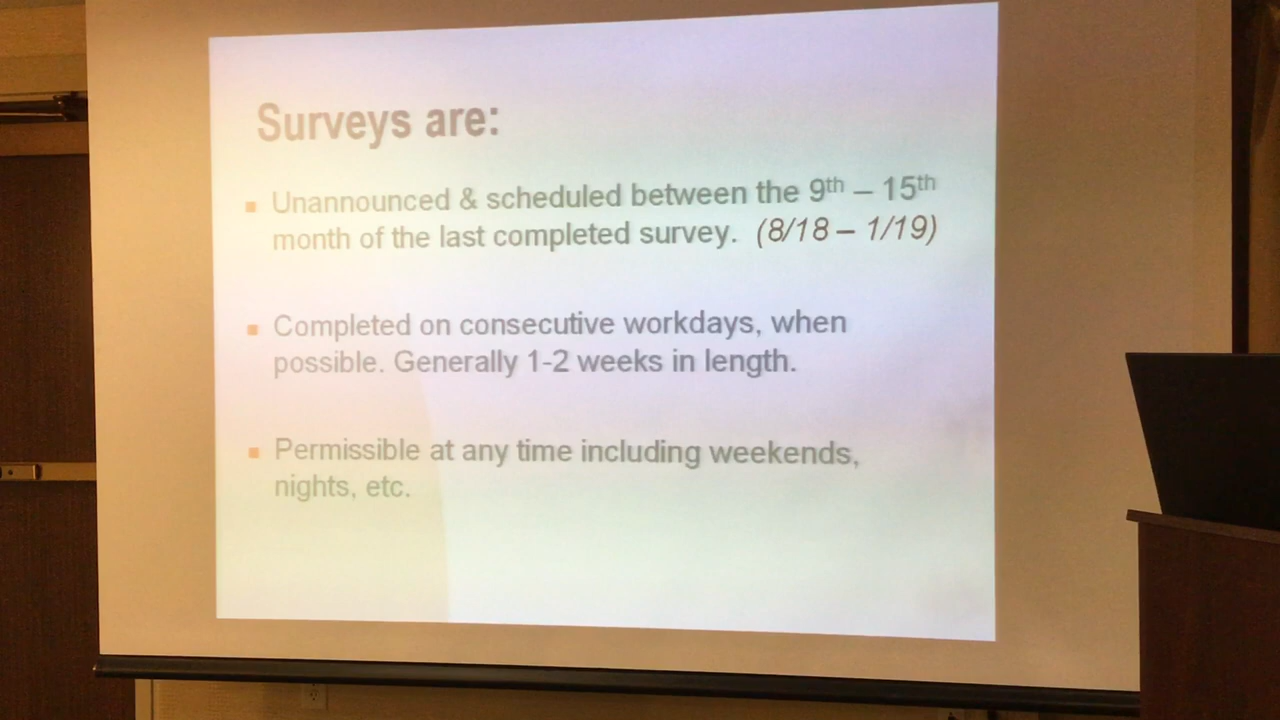 Surveys are:
Unannounced & scheduled between the 9th – 15th
month of the last completed survey. (8/18 – 1/19)
Completed on consecutive workdays, when
possible. Generally 1-2 weeks in length.
Permissible at any time including weekends,
nights, etc.